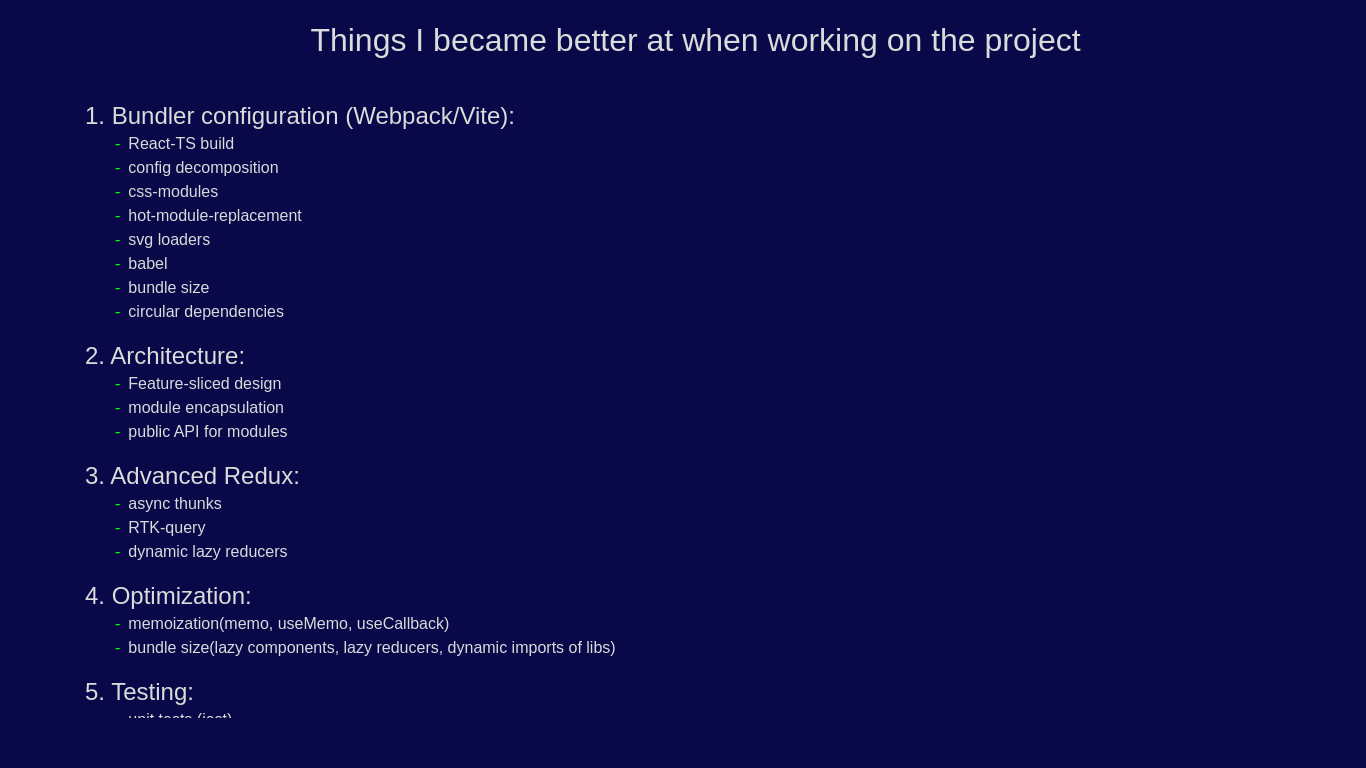 Things I became better at when working on the project
1. Bundler configuration (Webpack/Vite):
- React-TS build
- config decomposition
- css-modules
- hot-module-replacement
- svg loaders
- babel
- bundle size
- circular dependencies
2. Architecture:
- Feature-sliced design
- module encapsulation
- public API for modules
3. Advanced Redux:
- async thunks
- RTK-query
- dynamic lazy reducers
4. Optimization:
- memoization(memo, useMemo, useCallback)
- bundle size(lazy components, lazy reducers, dynamic imports of libs)
5. Testing:
unit tests (jest)